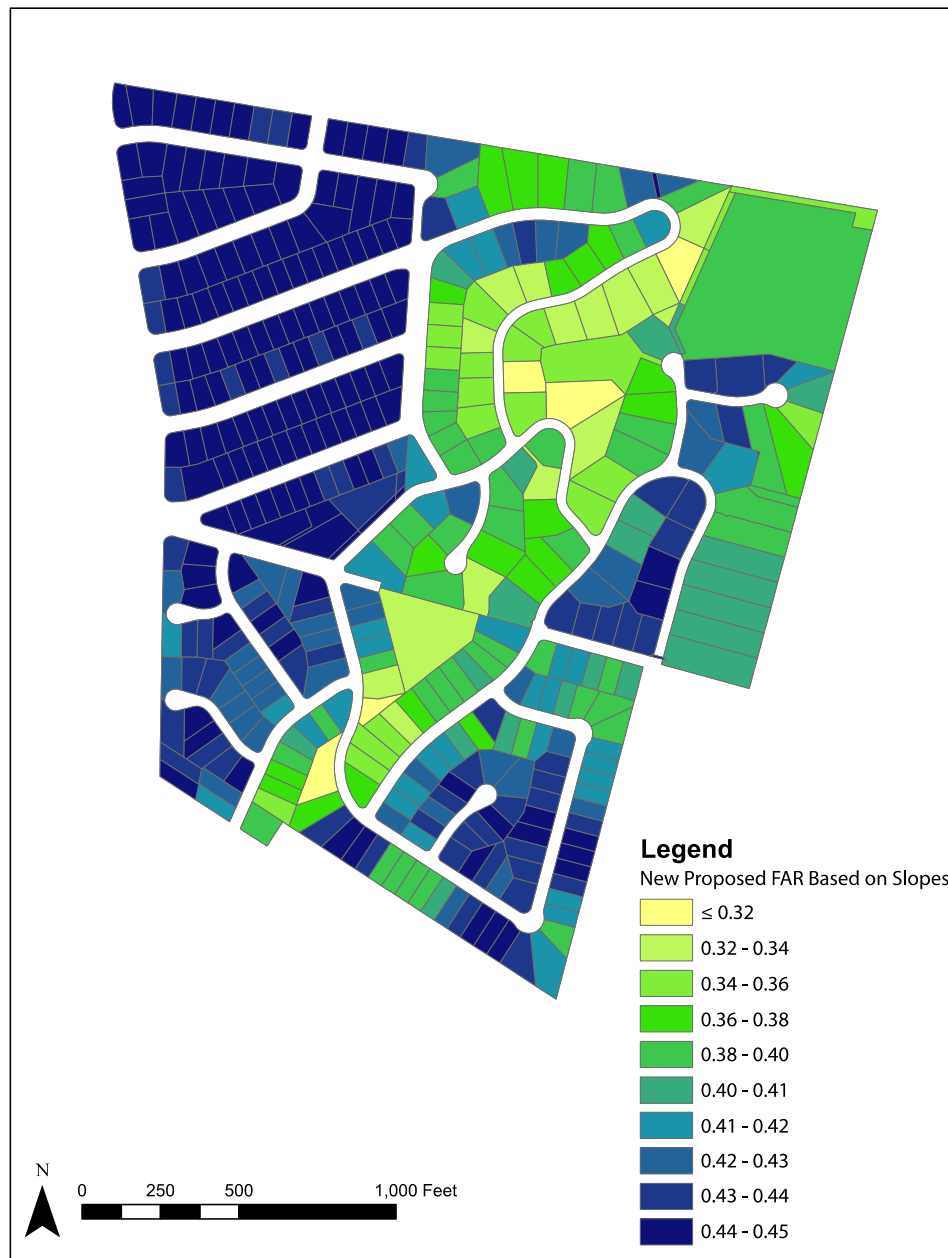 Legend
New Proposed FAR Based on Slopes
≤ 0.32
0.32 - 0.34
0.34 - 0.36
0.36 - 0.38
0.38 - 0.40
0.40 - 0.41
0.41 - 0.42
0.42 - 0.43
0.43 - 0.44
0.44 - 0.45
N
0 250 500 1,000 Feet